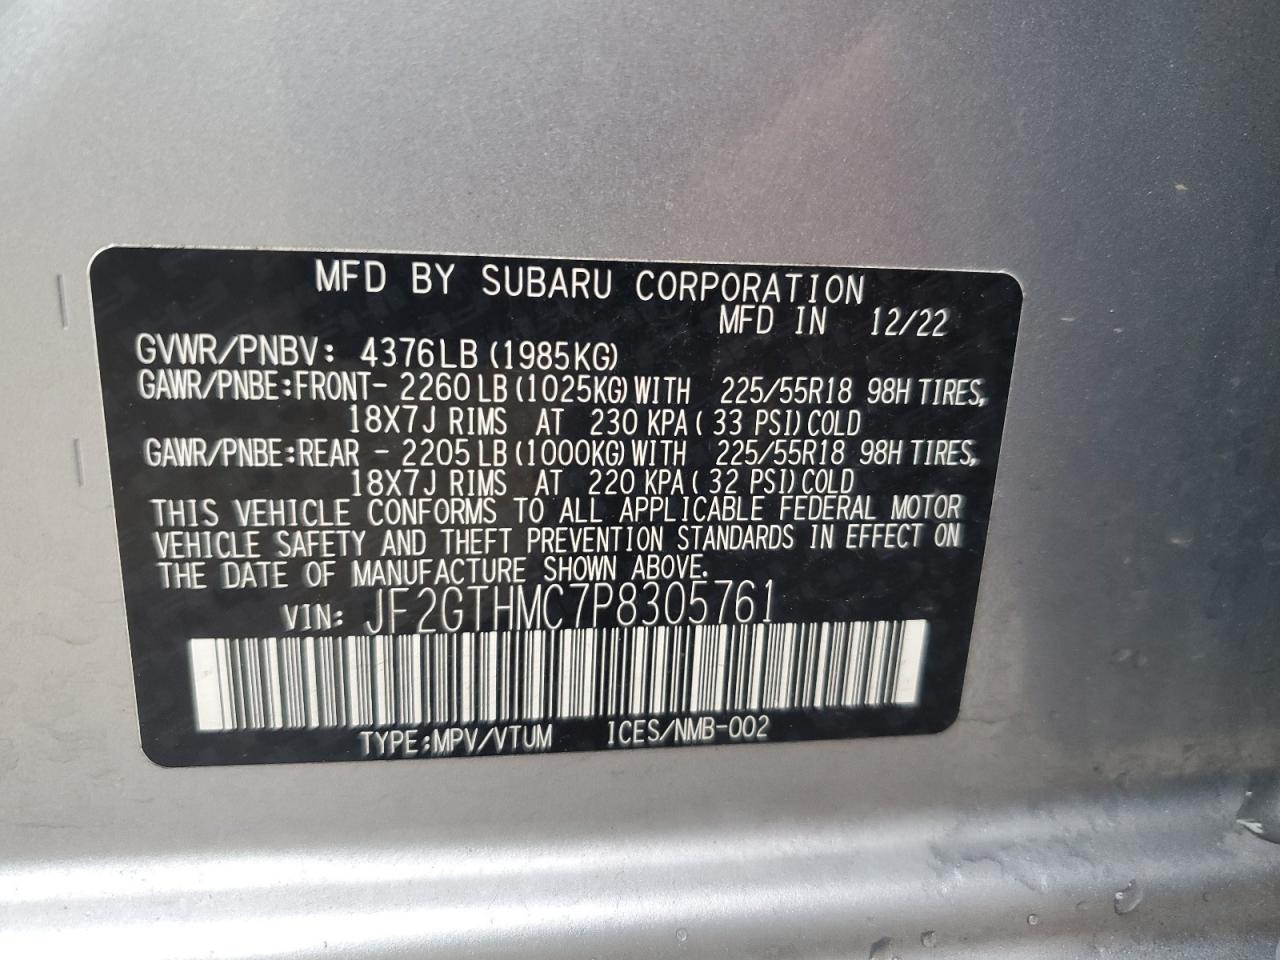 MFD BY SUBARU CORPORATION
MFD IN 12/22
GVWR/PNBV: 4376LB (1985KG)
GAWR/PNBE:FRONT- 2260 LB (1025KG) WITH 225/55R18 98H TIRES,
18X7J RIMS AT 230 KPA ( 33 PSI) COLD
GAWR/PNBE:REAR - 2205 LB (1000KG) WITH 225/55R18 98H TIRES,
18X7J RIMS AT 220 KPA ( 32 PSI) COLD
THIS VEHICLE CONFORMS TO ALL APPLICABLE FEDERAL MOTOR
VEHICLE SAFETY AND THEFT PREVENTION STANDARDS IN EFFECT ON
THE DATE OF MANUFACTURE SHOWN ABOVE.
VIN: JF2GTHMC7P8305761
TYPE:MPV/VTUM ICES/NMB-002